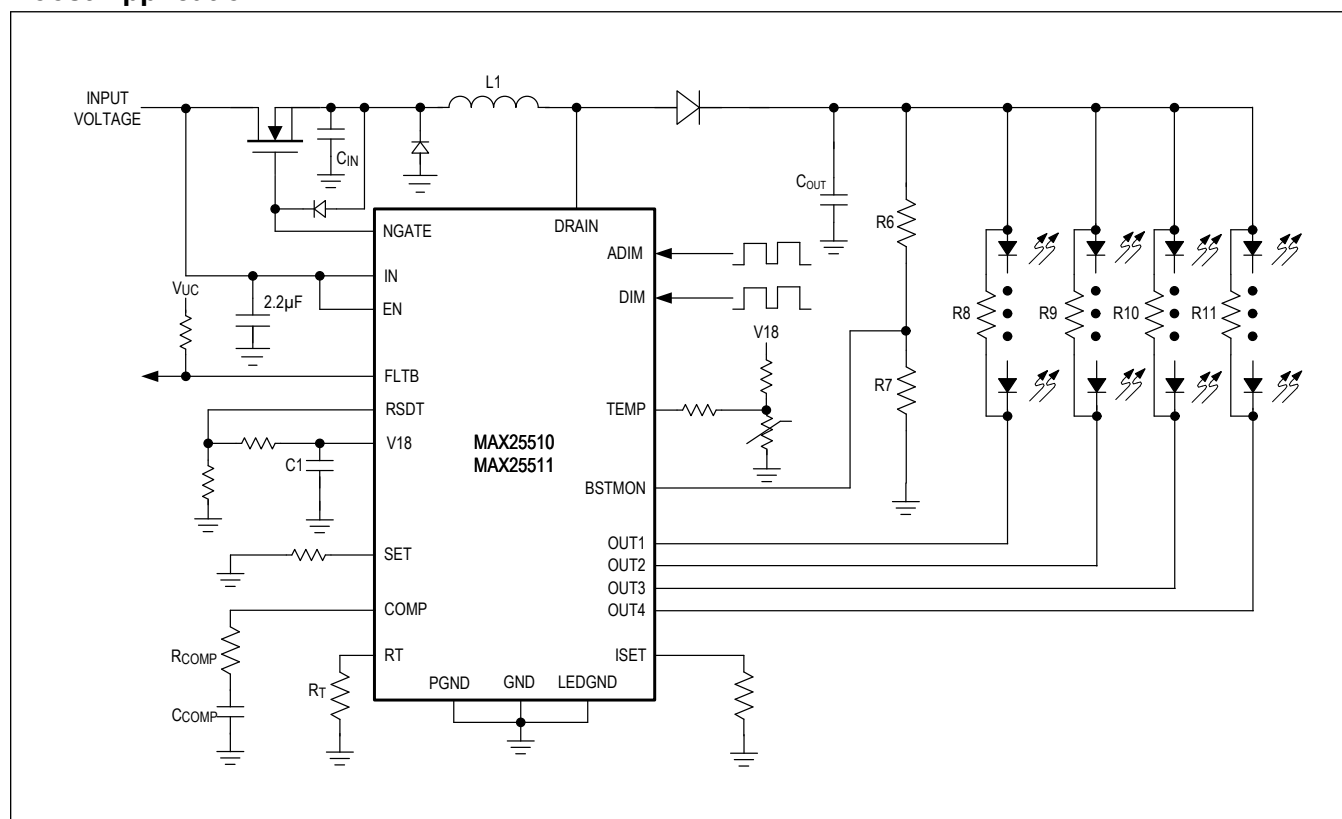 L1
INPUT
VOLTAGE
CIN
COUT
R6
NGATE
DRAIN
ADIM
IN
VUC
2.2µF
EN
DIM
R8
R9
R10
R11
V18
FLTB
R7
RSDT
TEMP
V18
MAX25510
C1
MAX25511
BSTMON
OUT1
SET
OUT2
OUT3
COMP
OUT4
RCOMP
RT
ISET
RT
PGND
GND
LEDGND
CCOMP